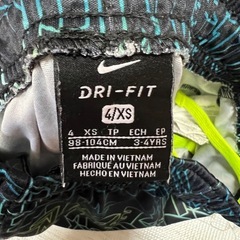 DRI-FIT
4/XS
4 XS TP ECH EP
98-104CM 3-4YRS
MADE IN VIETNAM
FABRIQUÉ AU VIETNAM
HECHO EN VIETNAM